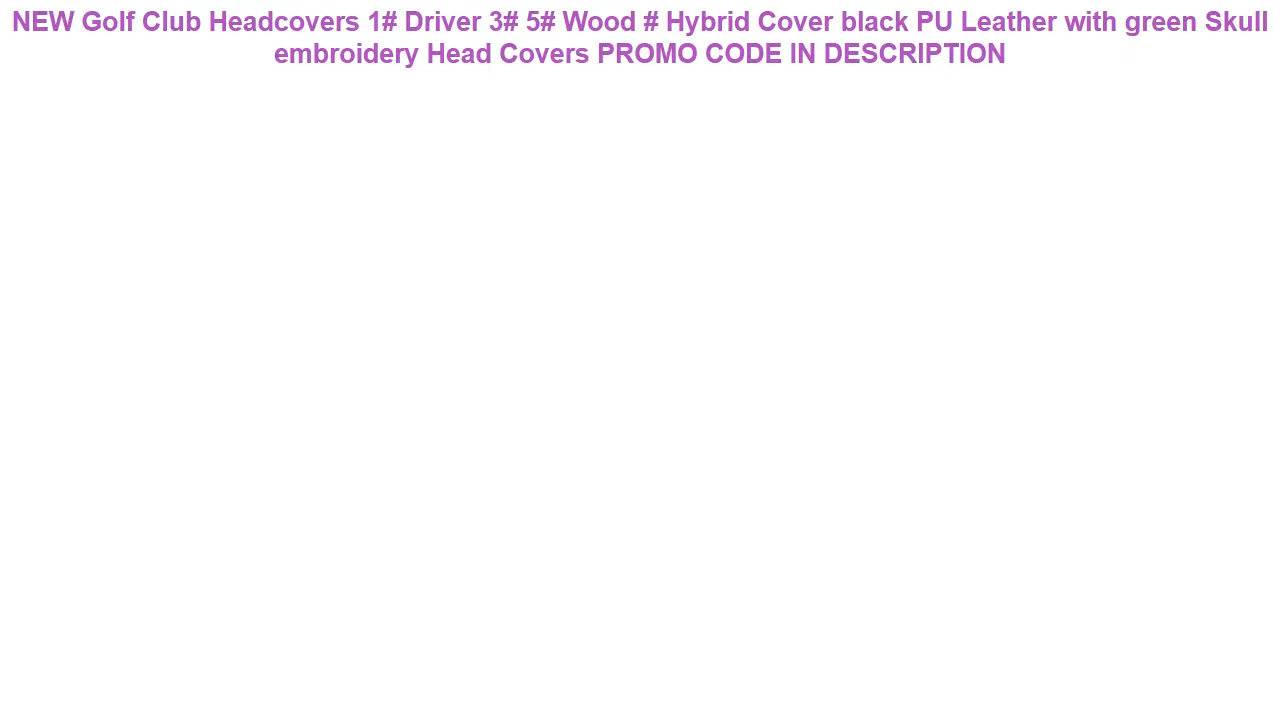 NEW Golf Club Headcovers 1# Driver 3# 5# Wood # Hybrid Cover black PU Leather with green Skull
embroidery Head Covers PROMO CODE IN DESCRIPTION